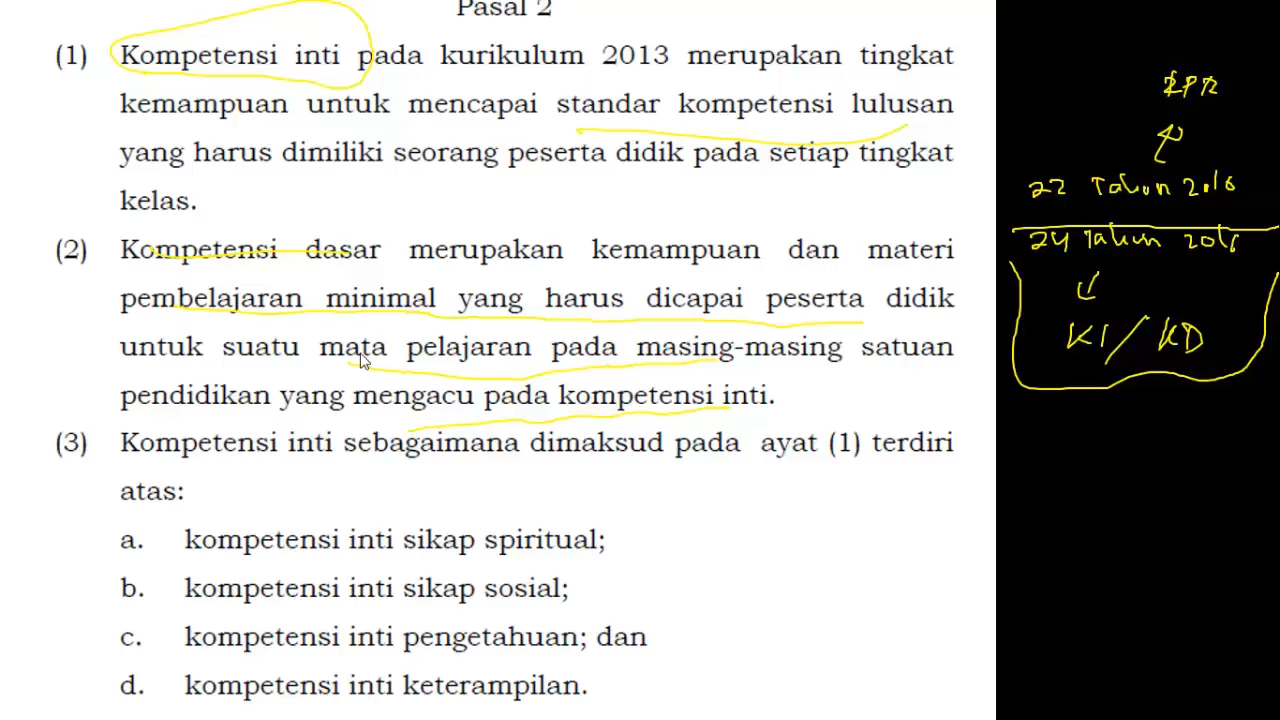 Pasal 2
(1) Kompetensi inti pada kurikulum 2013 merupakan tingkat
kemampuan untuk mencapai standar kompetensi lulusan
yang harus dimiliki seorang peserta didik pada setiap tingkat
kelas.
(2) Kompetensi dasar merupakan kemampuan dan materi
pembelajaran minimal yang harus dicapai peserta didik
untuk suatu mata pelajaran pada masing-masing satuan
pendidikan yang mengacu pada kompetensi inti.
(3) Kompetensi inti sebagaimana dimaksud pada ayat (1) terdiri
atas:
a. kompetensi inti sikap spiritual;
b. kompetensi inti sikap sosial;
c. kompetensi inti pengetahuan; dan
d. kompetensi inti keterampilan.
RPP
22 Tahun 2016
24 Tahun 2016
KI / KD